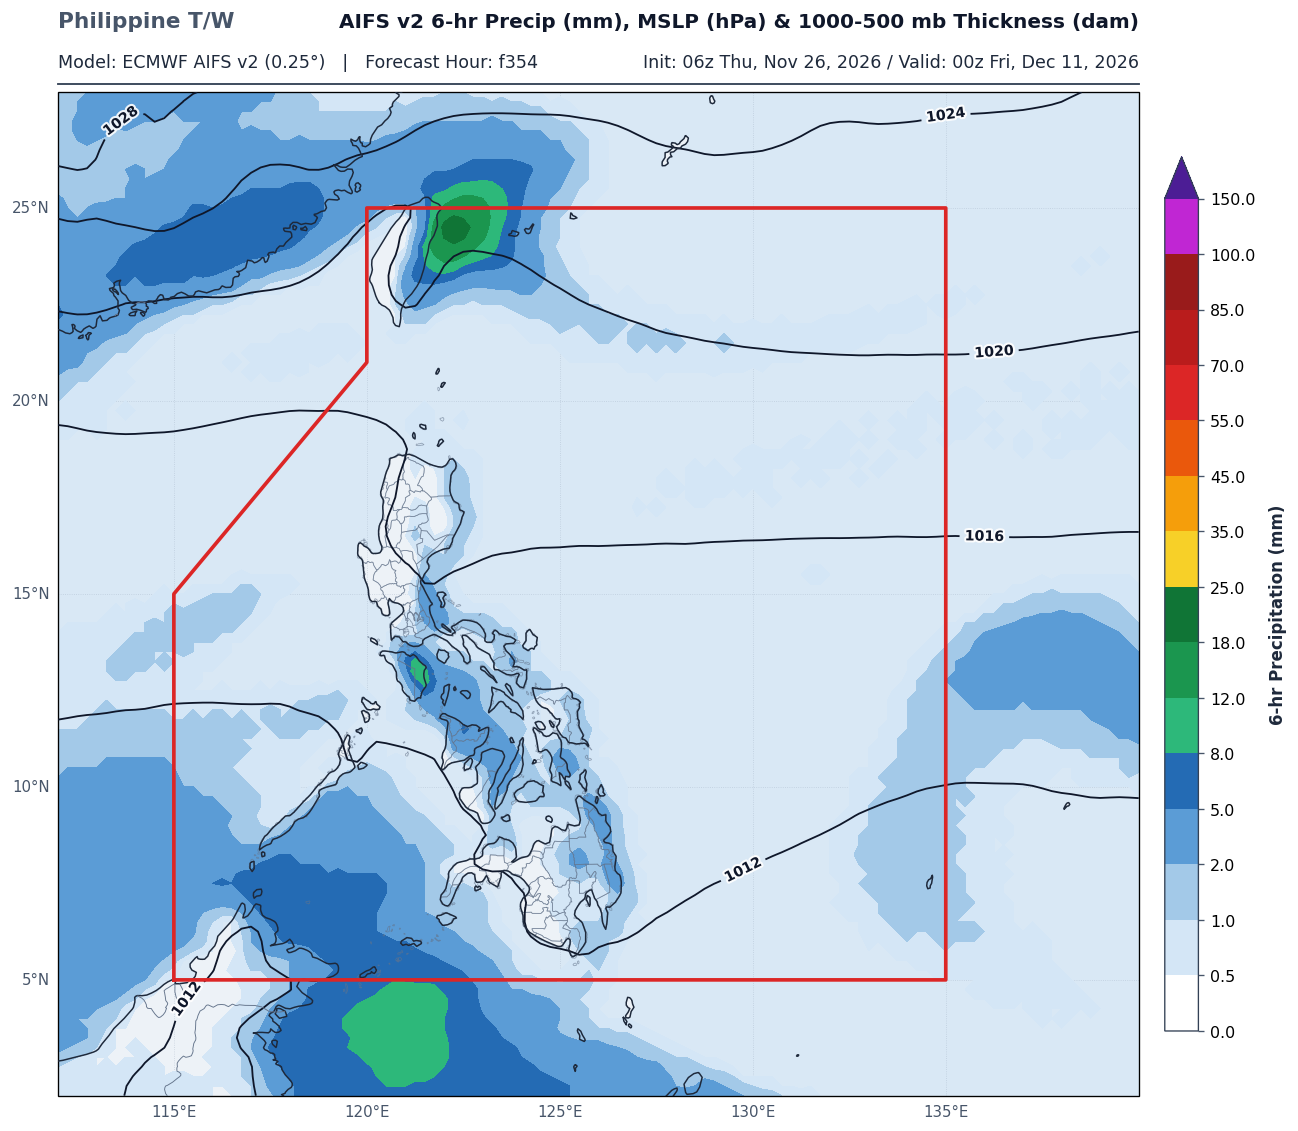 Philippine T/W
AIFS v2 6-hr Precip (mm), MSLP (hPa) & 1000-500 mb Thickness (dam)
Model: ECMWF AIFS v2 (0.25°) | Forecast Hour: f354
Init: 06z Thu, Nov 26, 2026 / Valid: 00z Fri, Dec 11, 2026
1028
1024
1020
1016
1012
1012
25°N
20°N
15°N
10°N
5°N
115°E
120°E
125°E
130°E
135°E
150.0
100.0
85.0
70.0
55.0
45.0
35.0
25.0
18.0
12.0
8.0
5.0
2.0
1.0
0.5
0.0
6-hr Precipitation (mm)